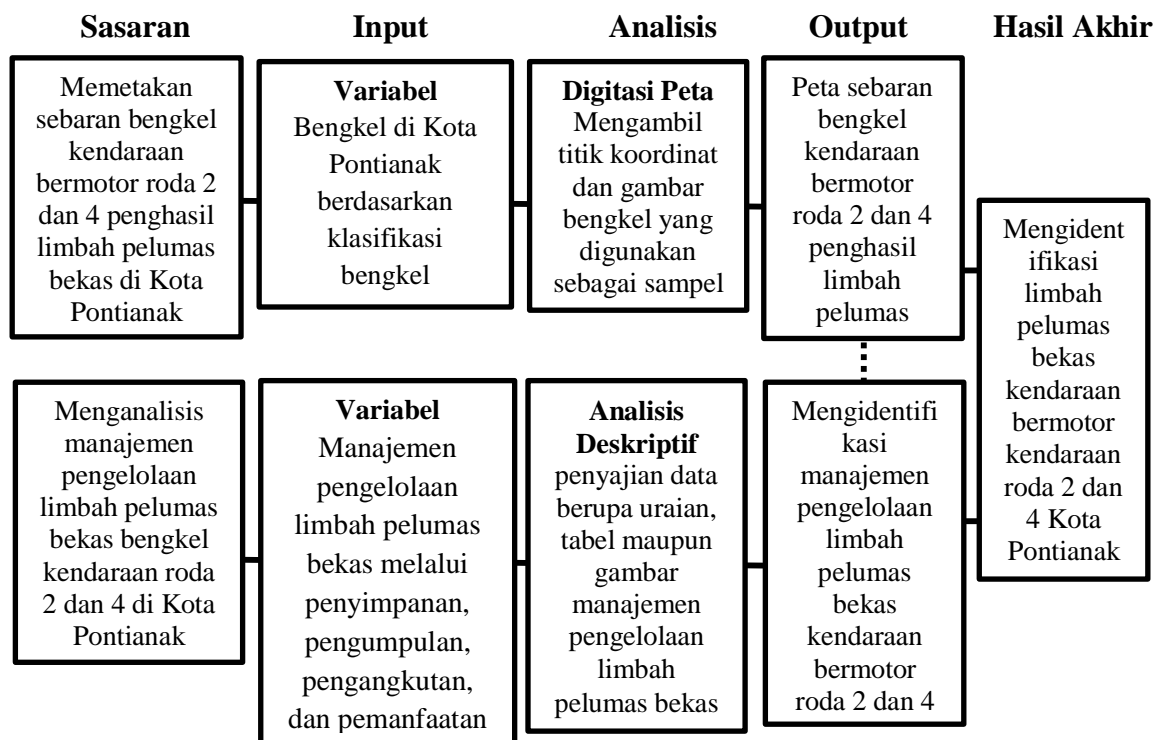 Sasaran Input Analisis Output Hasil Akhir
Memetakan
sebaran bengkel
kendaraan
bermotor roda 2
dan 4 penghasil
limbah pelumas
bekas di Kota
Pontianak
Variabel
Bengkel di Kota
Pontianak
berdasarkan
klasifikasi
bengkel
Digitasi Peta
Mengambil
titik koordinat
dan gambar
bengkel yang
digunakan
sebagai sampel
Peta sebaran
bengkel
kendaraan
bermotor
roda 2 dan 4
penghasil
limbah
pelumas
Menganalisis
manajemen
pengelolaan
limbah pelumas
bekas bengkel
kendaraan roda
2 dan 4 di Kota
Pontianak
Variabel
Manajemen
pengelolaan
limbah pelumas
bekas melalui
penyimpanan,
pengumpulan,
pengangkutan,
dan pemanfaatan
Analisis
Deskriptif
penyajian data
berupa uraian,
tabel maupun
gambar
manajemen
pengelolaan
limbah
pelumas bekas
Mengidentifi
kasi
manajemen
pengelolaan
limbah
pelumas
bekas
kendaraan
bermotor
roda 2 dan 4
Mengident
ifikasi
limbah
pelumas
bekas
kendaraan
bermotor
kendaraan
roda 2 dan
4 Kota
Pontianak